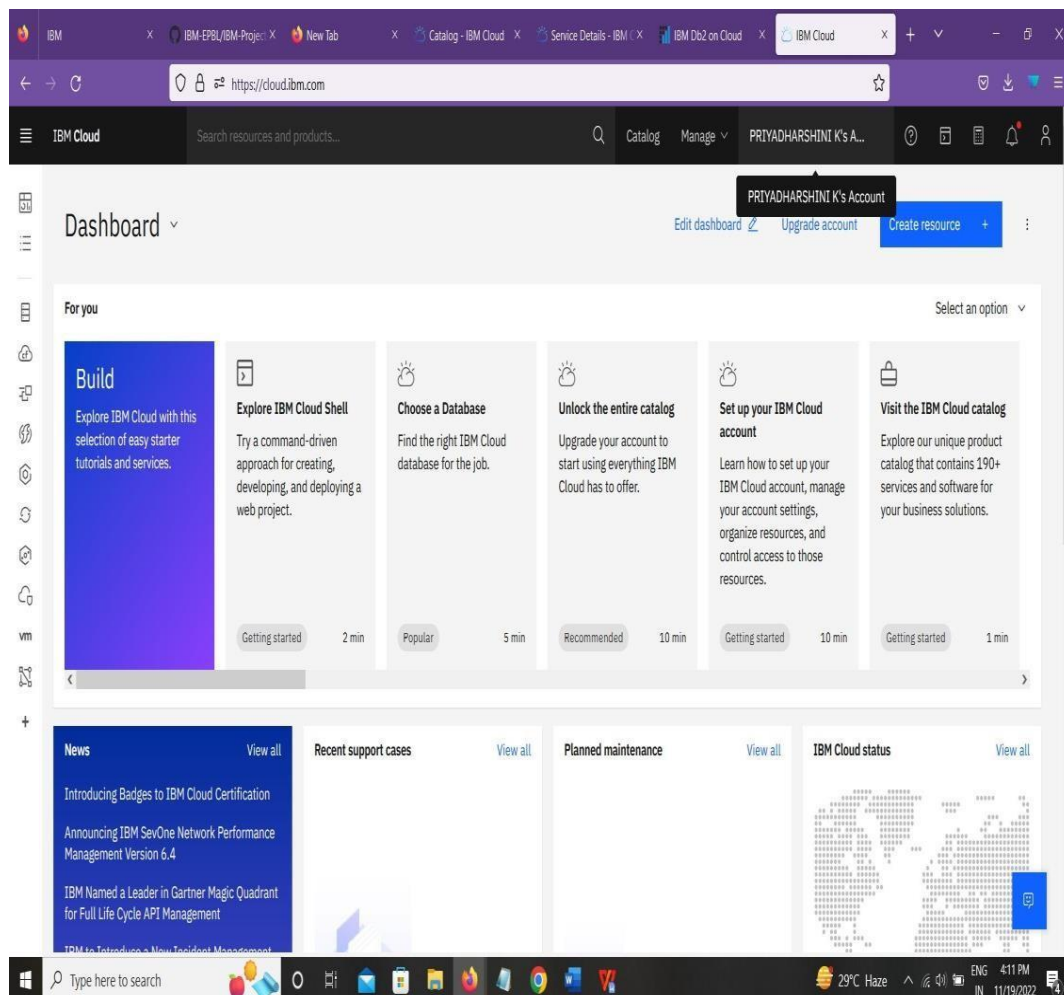 IBM
IBM-EPBL/IBM-Project
New Tab
Catalog - IBM Cloud
Service Details - IBM C
IBM Db2 on Cloud
IBM Cloud
https://cloud.ibm.com
IBM Cloud
Search resources and products...
Catalog
Manage
PRIYADHARSHINI K's A...
PRIYADHARSHINI K's Account
Dashboard
Edit dashboard
Upgrade account
Create resource +
For you
Select an option
Build
Explore IBM Cloud with this
selection of easy starter
tutorials and services.
Explore IBM Cloud Shell
Try a command-driven
approach for creating,
developing, and deploying a
web project.
Getting started
2 min
Choose a Database
Find the right IBM Cloud
database for the job.
Popular
5 min
Unlock the entire catalog
Upgrade your account to
start using everything IBM
Cloud has to offer.
Recommended
10 min
Set up your IBM Cloud
account
Learn how to set up your
IBM Cloud account, manage
your account settings,
organize resources, and
control access to those
resources.
Getting started
10 min
Visit the IBM Cloud catalog
Explore our unique product
catalog that contains 190+
services and software for
your business solutions.
Getting started
1 min
vm
News
View all
Introducing Badges to IBM Cloud Certification
Announcing IBM SevOne Network Performance
Management Version 6.4
IBM Named a Leader in Gartner Magic Quadrant
for Full Life Cycle API Management
IBM to Introduce a New Incident Management
Recent support cases
View all
Planned maintenance
View all
IBM Cloud status
View all
Type here to search
29°C Haze
ENG
IN
4:11 PM
11/19/2022